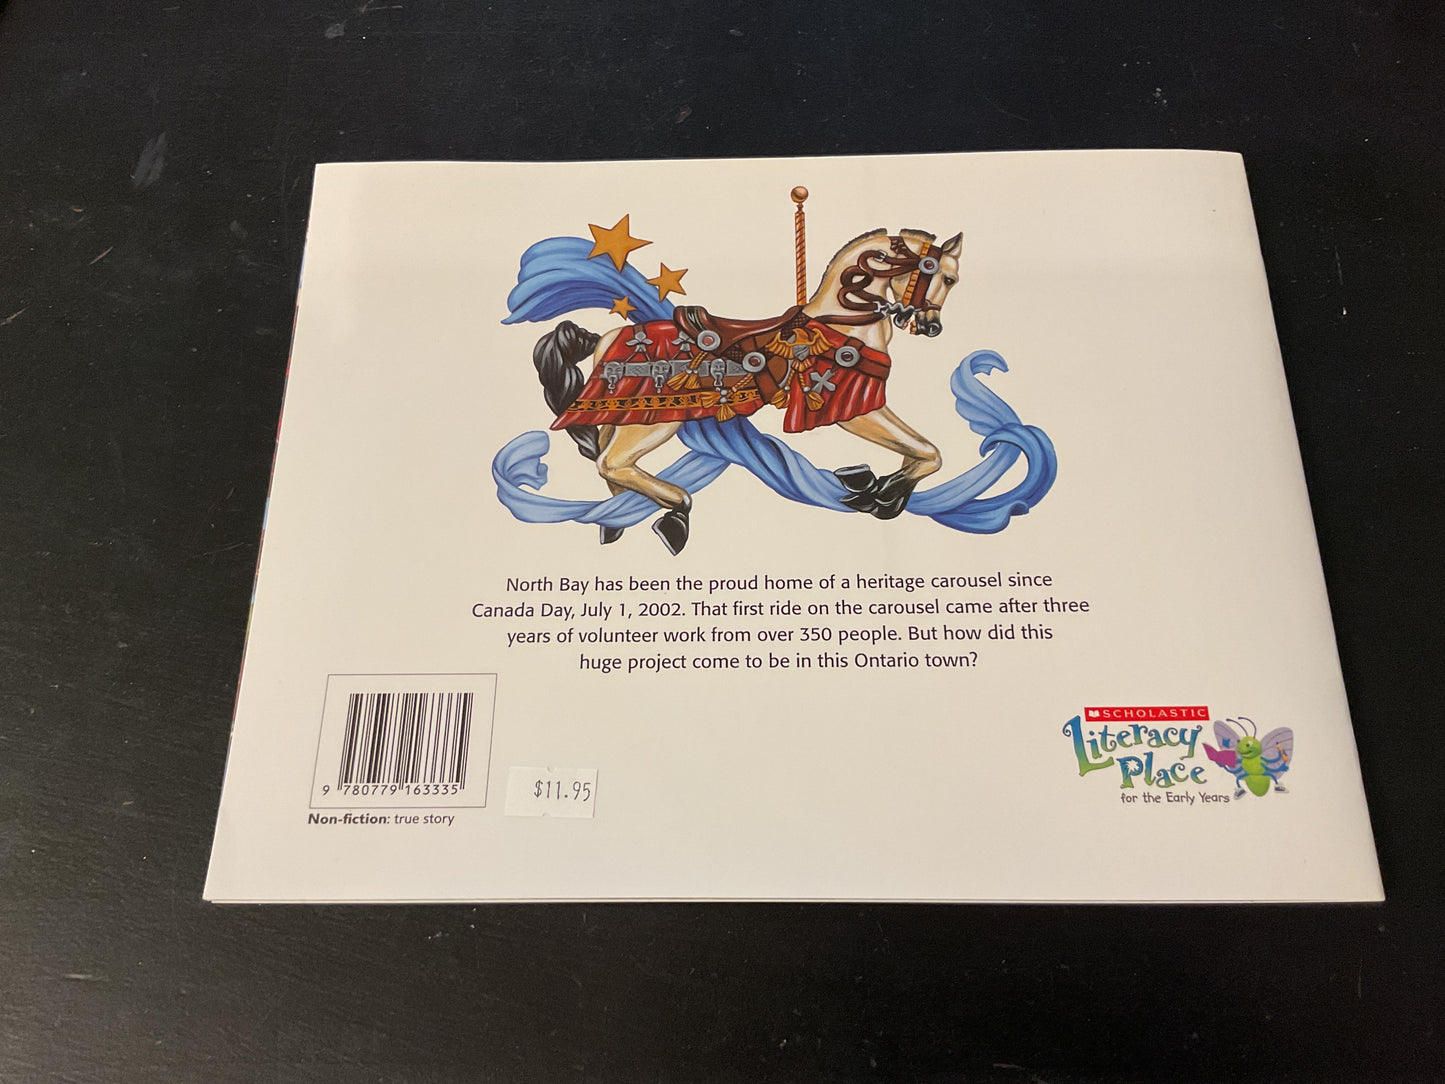 North Bay has been the proud home of a heritage carousel since
Canada Day, July 1, 2002. That first ride on the carousel came after three
years of volunteer work from over 350 people. But how did this
huge project come to be in this Ontario town?
9 780779 163335
Non-fiction: true story
$11.95
SCHOLASTIC
Literacy
Place
for the Early Years